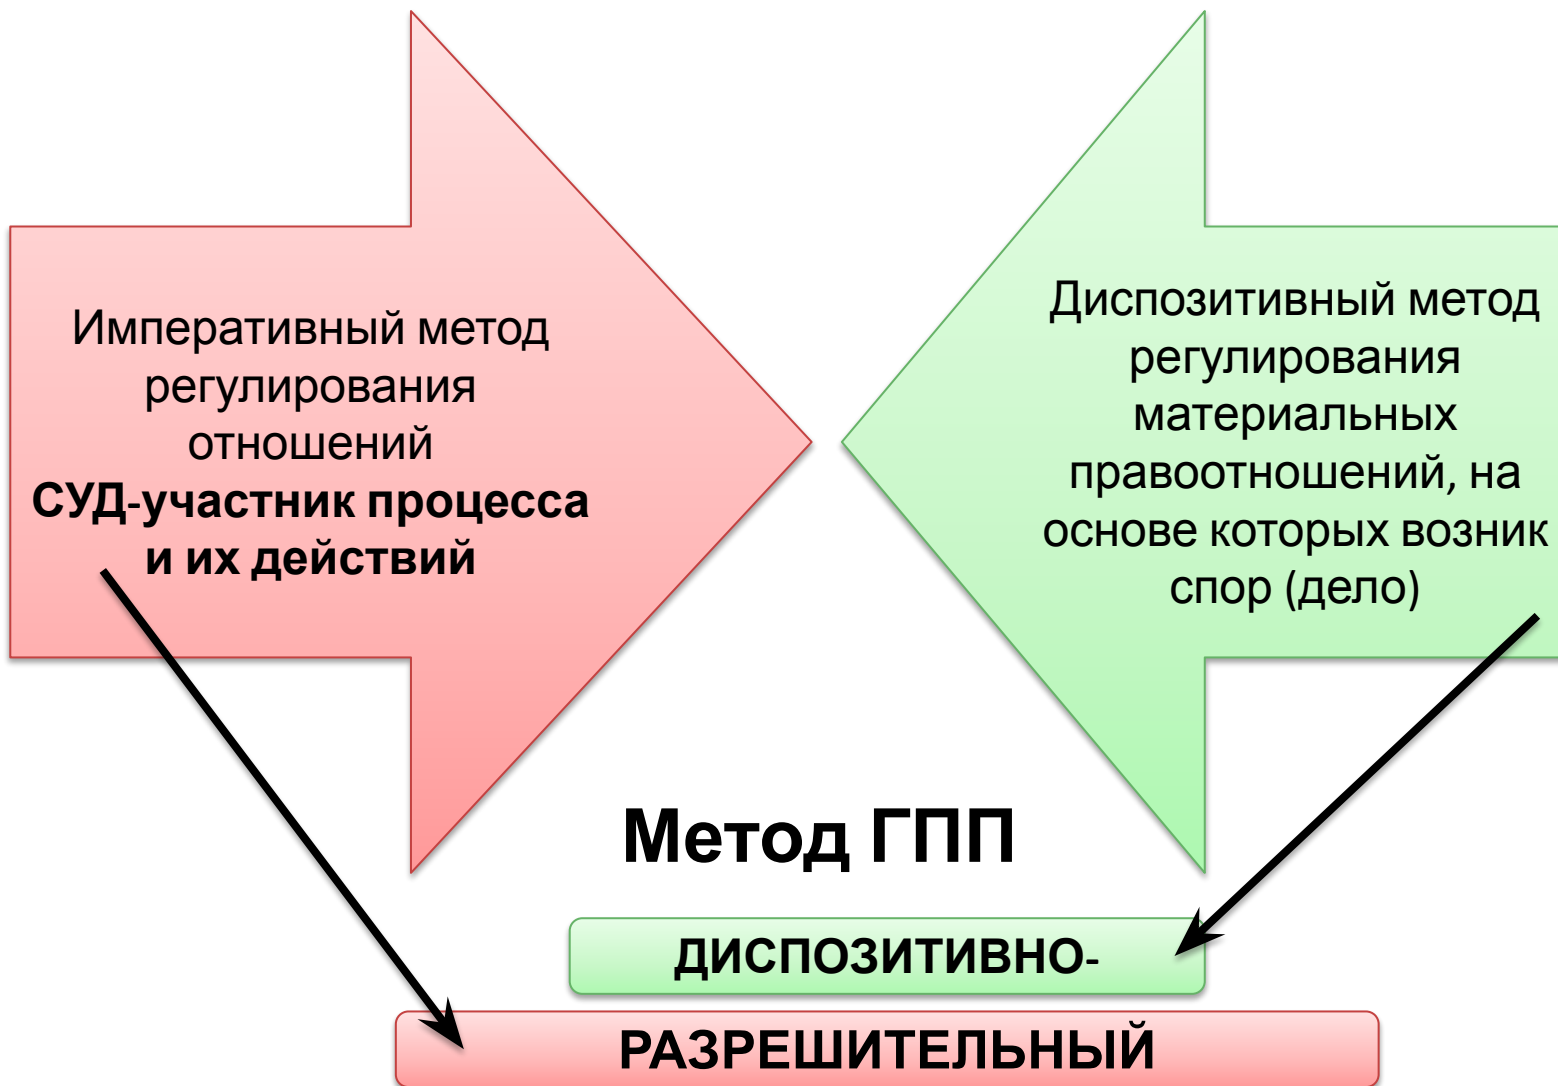 Императивный метод
регулирования
отношений
СУД-участник процесса
и их действий
Диспозитивный метод
регулирования
материальных
правоотношений, на
основе которых возник
спор (дело)
Метод ГПП
ДИСПОЗИТИВНО-
РАЗРЕШИТЕЛЬНЫЙ